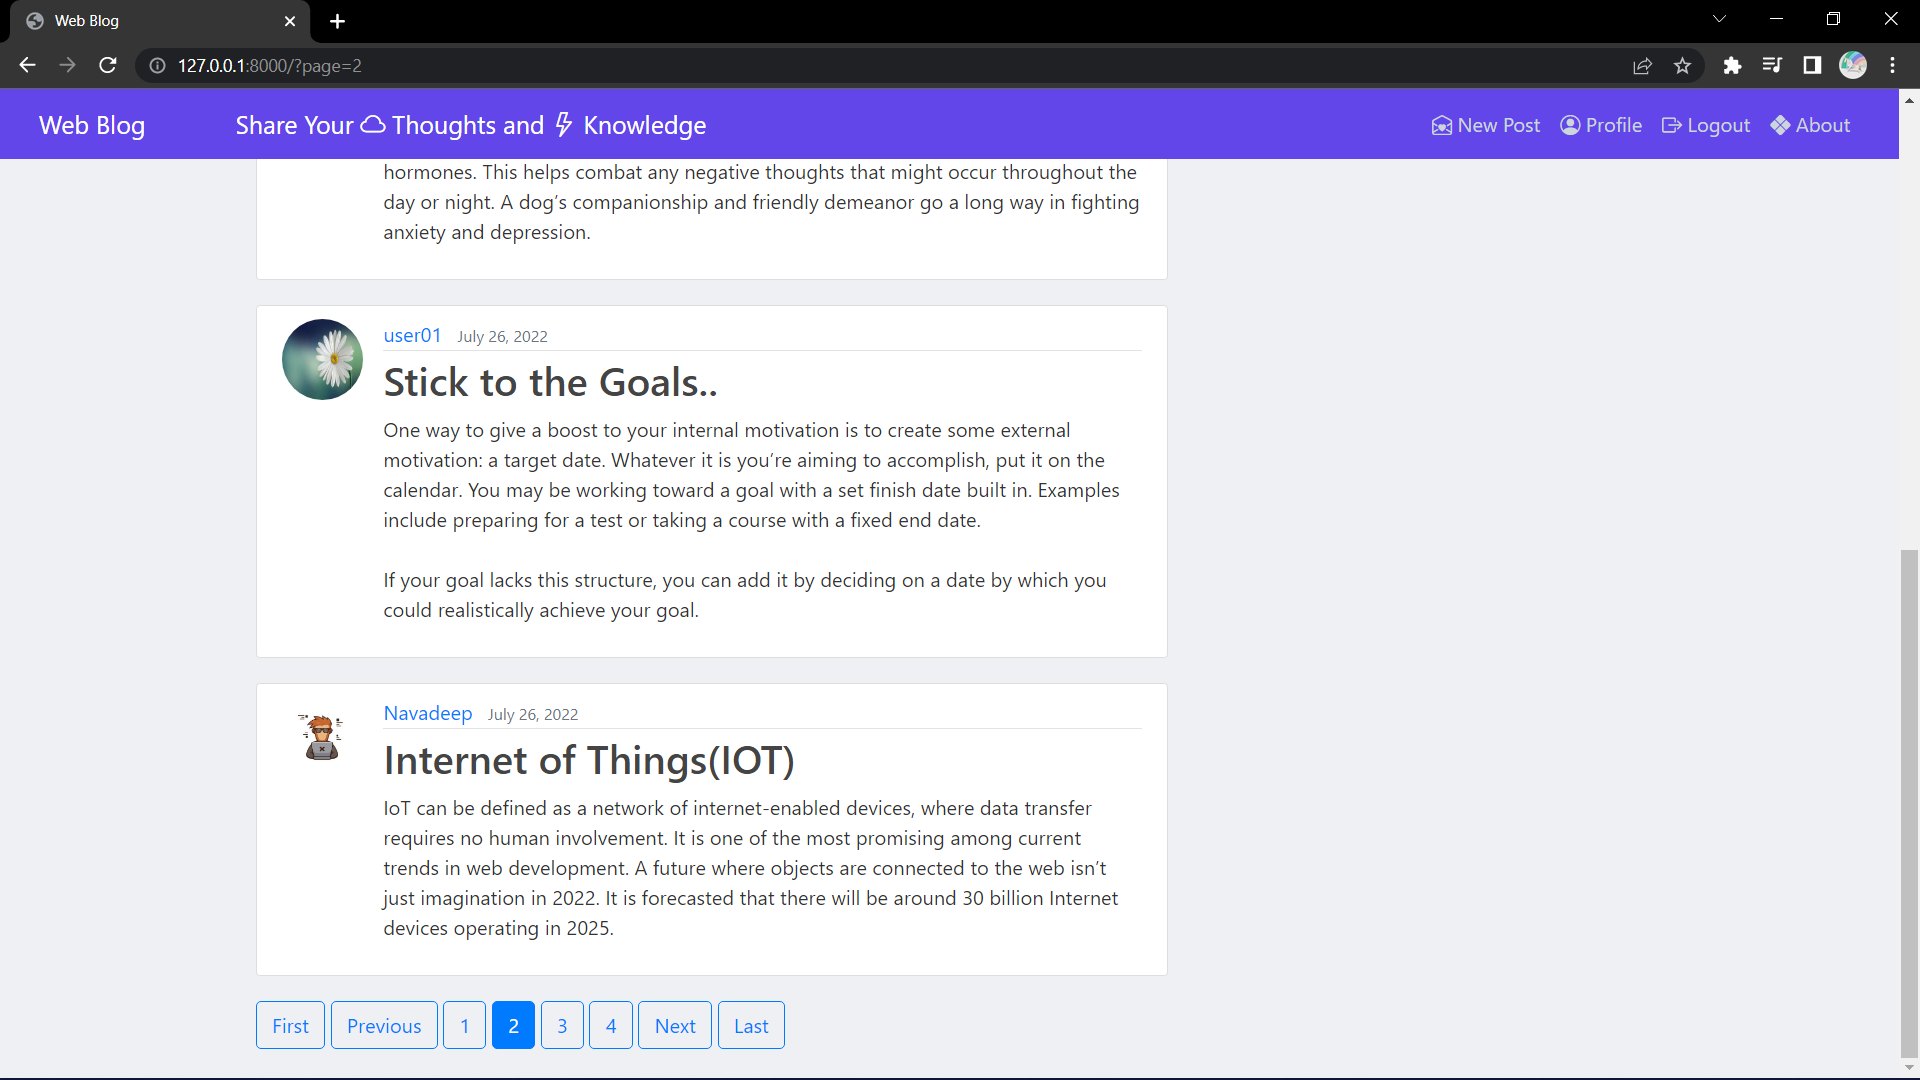 Web Blog
127.0.0.1:8000/?page=2
Web Blog
Share Your Thoughts and Knowledge
New Post
Profile
Logout
About
hormones. This helps combat any negative thoughts that might occur throughout the
day or night. A dog’s companionship and friendly demeanor go a long way in fighting
anxiety and depression.
user01 July 26, 2022
Stick to the Goals..
One way to give a boost to your internal motivation is to create some external
motivation: a target date. Whatever it is you’re aiming to accomplish, put it on the
calendar. You may be working toward a goal with a set finish date built in. Examples
include preparing for a test or taking a course with a fixed end date.
If your goal lacks this structure, you can add it by deciding on a date by which you
could realistically achieve your goal.
Navadeep July 26, 2022
Internet of Things(IOT)
IoT can be defined as a network of internet-enabled devices, where data transfer
requires no human involvement. It is one of the most promising among current
trends in web development. A future where objects are connected to the web isn’t
just imagination in 2022. It is forecasted that there will be around 30 billion Internet
devices operating in 2025.
First Previous 1 2 3 4 Next Last